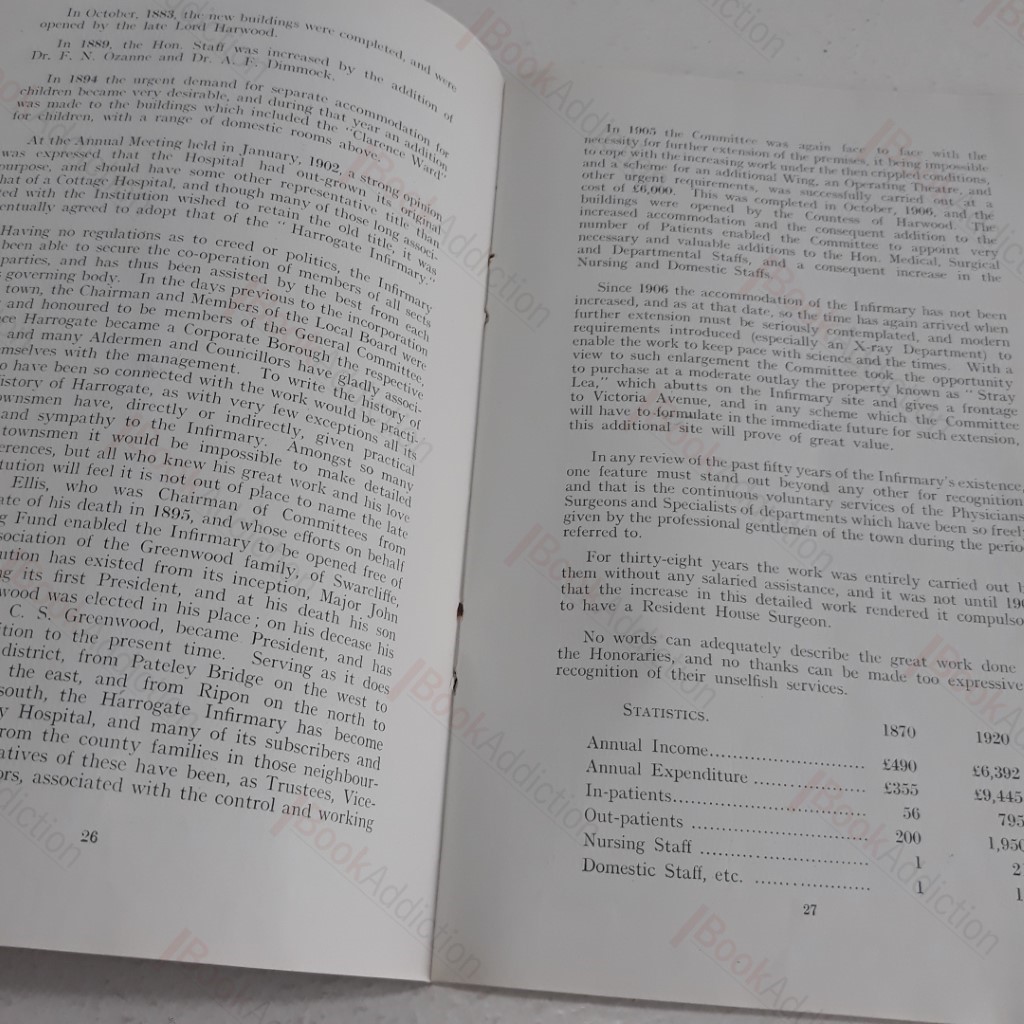 In October, 1883, the new buildings were completed, and were
opened by the late Lord Harwood.
In 1889, the Hon. Staff was increased by the addition of
Dr. F. N. Ozanne and Dr. A. F. Dimmock.
In 1894 the urgent demand for separate accommodation for
children became very desirable, and during that year an addition
was made to the buildings which included the "Clarence Ward"
for children, with a range of domestic rooms above.
At the Annual Meeting held in January, 1902, a strong opinion
was expressed that the Hospital had out-grown its original
purpose, and should have some other representative title than
that of a Cottage Hospital, and though many of those long associ-
ted with the Institution wished to retain the old title, it was
entually agreed to adopt that of the "Harrogate Infirmary."
Having no regulations as to creed or politics, the Infirmary
been able to secure the co-operation of members of all sects
parties, and has thus been assisted by the best from each
governing body. In the days previous to the incorporation
town, the Chairman and Members of the Local Board were
and honoured to be members of the General Committee,
ce Harrogate became a Corporate Borough the respective
and many Aldermen and Councillors have gladly associ-
mselves with the management. To write the history of
o have been so connected with the work would be practi-
istory of Harrogate, as with very few exceptions all its
wnsmen have, directly or indirectly, given practical
and sympathy to the Infirmary. Amongst so many
townsmen it would be impossible to make detailed
erences, but all who knew his great work and his love
tution will feel it is not out of place to name the late
Ellis, who was Chairman of Committees from
ate of his death in 1895, and whose efforts on behalf
g Fund enabled the Infirmary to be opened free of
ssociation of the Greenwood family, of Swarcliffe,
ution has existed from its inception, Major John
ng its first President, and at his death his son
wood was elected in his place; on his decease his
C. S. Greenwood, became President, and has
ition to the present time. Serving as it does
district, from Pateley Bridge on the west to
the east, and from Ripon on the north to
south, the Harrogate Infirmary has become
y Hospital, and many of its subscribers and
rom the county families in those neighbour-
atives of these have been, as Trustees, Vice-
ors, associated with the control and working
26
In 1905 the Committee was again face to face with the
necessity for further extension of the premises, it being impossible
to cope with the increasing work under the then crippled conditions,
and a scheme for an additional Wing, an Operating Theatre, and
other urgent requirements, was successfully carried out at a
cost of £6,000. This was completed in October, 1906, and the
buildings were opened by the Countess of Harwood. The
increased accommodation and the consequent addition to the
number of Patients enabled the Committee to appoint very
necessary and valuable additions to the Hon. Medical, Surgical
and Departmental Staffs, and a consequent increase in the
Nursing and Domestic Staffs.
Since 1906 the accommodation of the Infirmary has not been
increased, and as at that date, so the time has again arrived when
further extension must be seriously contemplated, and modern
requirements introduced (especially an X-ray Department) to
enable the work to keep pace with science and the times. With a
view to such enlargement the Committee took the opportunity
to purchase at a moderate outlay the property known as "Stray
Lea," which abutts on the Infirmary site and gives a frontage
to Victoria Avenue, and in any scheme which the Committee
will have to formulate in the immediate future for such extension,
this additional site will prove of great value.
In any review of the past fifty years of the Infirmary's existence,
one feature must stand out beyond any other for recognition
and that is the continuous voluntary services of the Physicians
Surgeons and Specialists of departments which have been so freel
given by the professional gentlemen of the town during the perio
referred to.
For thirty-eight years the work was entirely carried out b
them without any salaried assistance, and it was not until 190
that the increase in this detailed work rendered it compulso
to have a Resident House Surgeon.
No words can adequately describe the great work done
the Honoraries, and no thanks can be made too expressive
recognition of their unselfish services.
STATISTICS.
1870 1920
Annual Income................ £490 £6,392
Annual Expenditure ................ £355 £9,445
In-patients................ 56 795
Out-patients ................ 200 1,950
Nursing Staff ................ 1 2
Domestic Staff, etc. ................ 1 1
27